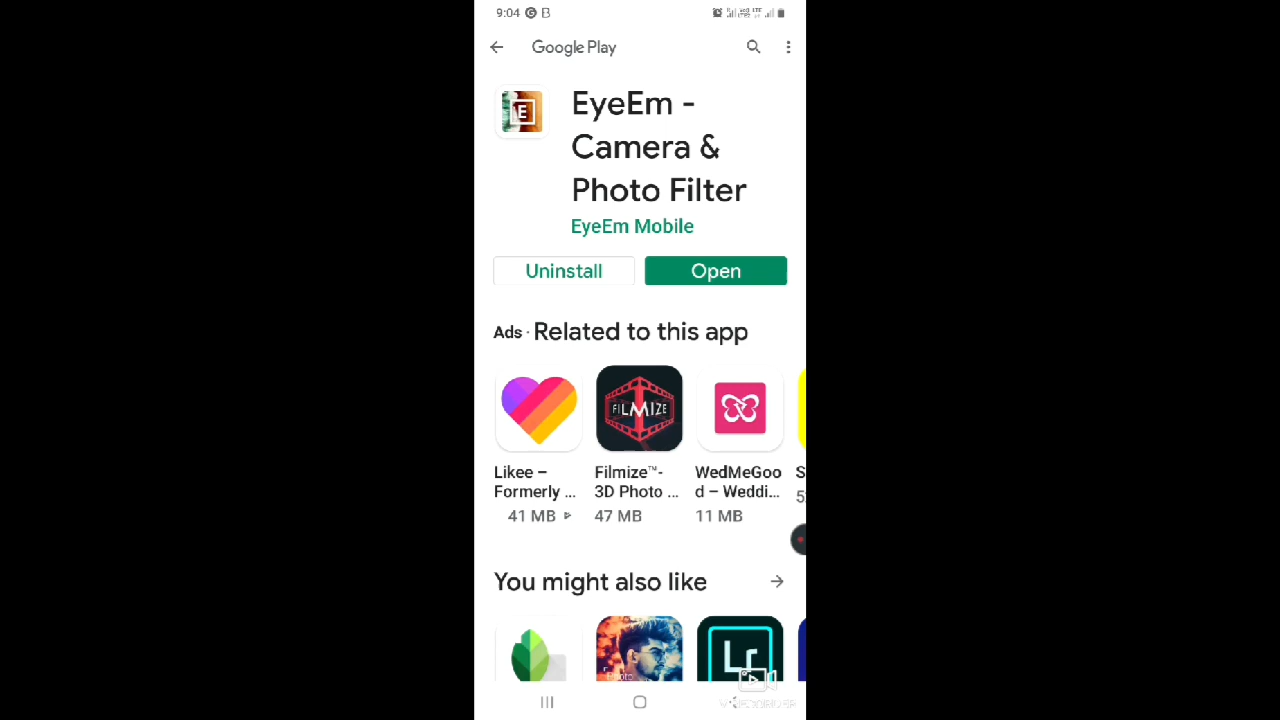 9:04
Google Play
E
EyeEm -
Camera &
Photo Filter
EyeEm Mobile
Uninstall Open
Ads · Related to this app
FILMIZE
Likee – Filmize™- WedMeGoo S
Formerly ... 3D Photo ... d – Weddi...
41 MB 47 MB 11 MB
You might also like
Lr